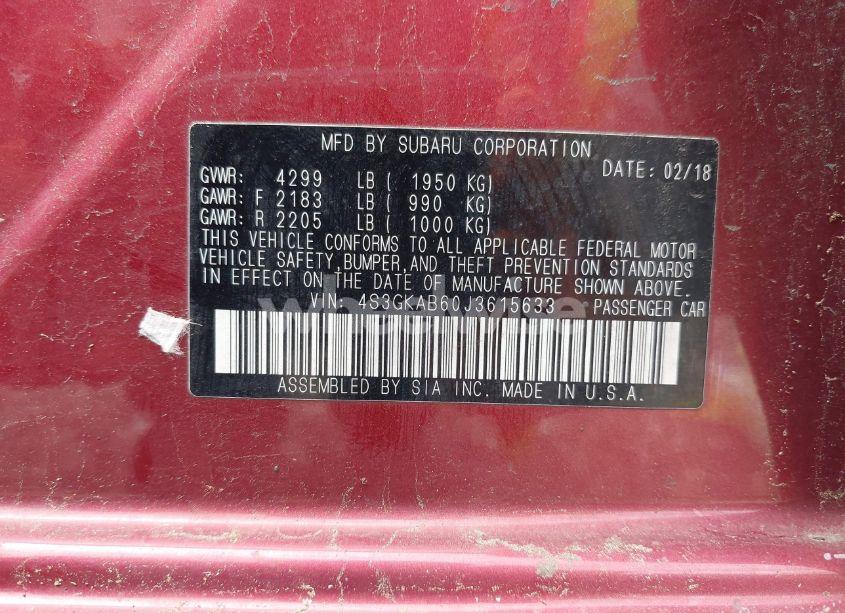 MFD BY SUBARU CORPORATION
DATE: 02/18
GVWR: 4299 LB ( 1950 KG)
GAWR: F 2183 LB ( 990 KG)
GAWR: R 2205 LB ( 1000 KG)
THIS VEHICLE CONFORMS TO ALL APPLICABLE FEDERAL MOTOR
VEHICLE SAFETY,BUMPER,AND THEFT PREVENTION STANDARDS
IN EFFECT ON THE DATE OF MANUFACTURE SHOWN ABOVE.
VIN: 4S3GKAB60J3615633 PASSENGER CAR
ASSEMBLED BY SIA INC. MADE IN U.S.A.